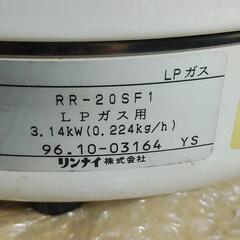 LPガス
RR-20SF1
LPガス用
3.14kW(0.224kg/h)
96.10-03164 YS
リンナイ株式会社